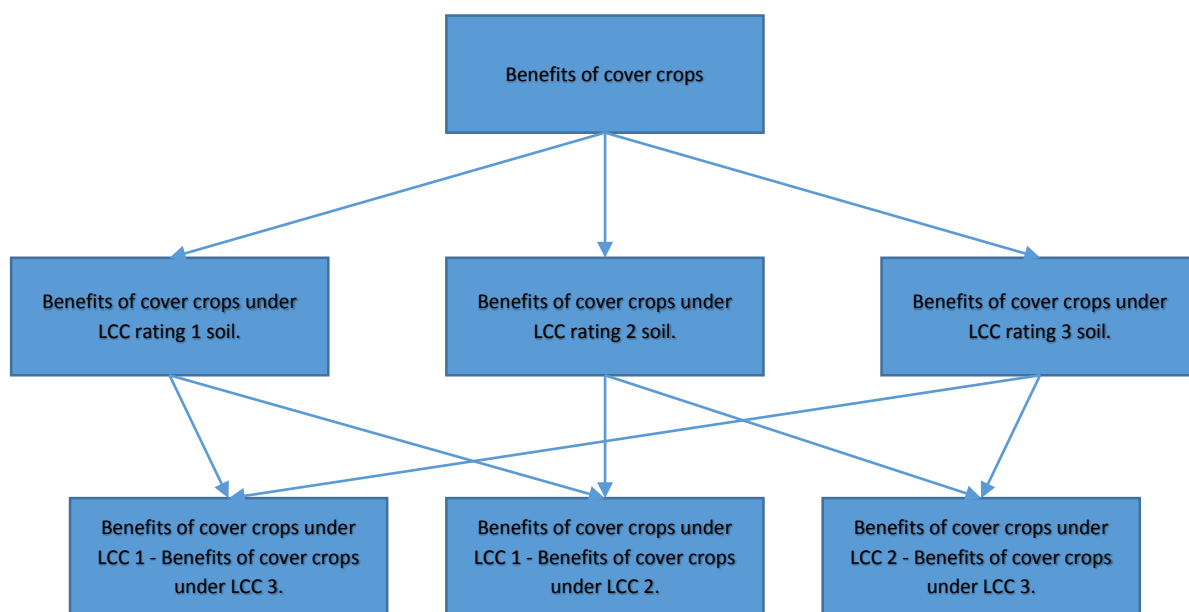 Benefits of cover crops
Benefits of cover crops under
LCC rating 1 soil.
Benefits of cover crops under
LCC rating 2 soil.
Benefits of cover crops under
LCC rating 3 soil.
Benefits of cover crops under
LCC 1 - Benefits of cover crops
under LCC 3.
Benefits of cover crops under
LCC 1 - Benefits of cover crops
under LCC 2.
Benefits of cover crops under
LCC 2 - Benefits of cover crops
under LCC 3.